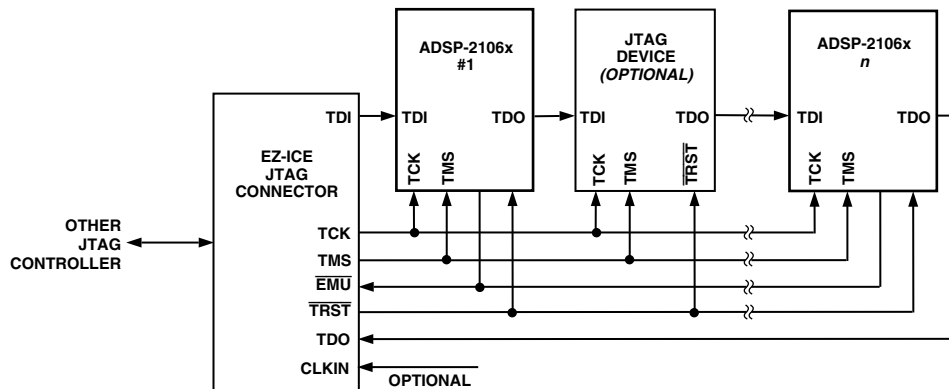 ADSP-2106x
#1
TDI
TDO
TCK
TMS
JTAG
DEVICE
(OPTIONAL)
TDI
TDO
TCK
TMS
TRST
ADSP-2106x
n
TDI
TDO
TCK
TMS
TDI
EZ-ICE
JTAG
CONNECTOR
OTHER
JTAG
CONTROLLER
TCK
TMS
EMU
TRST
TDO
CLKIN
OPTIONAL